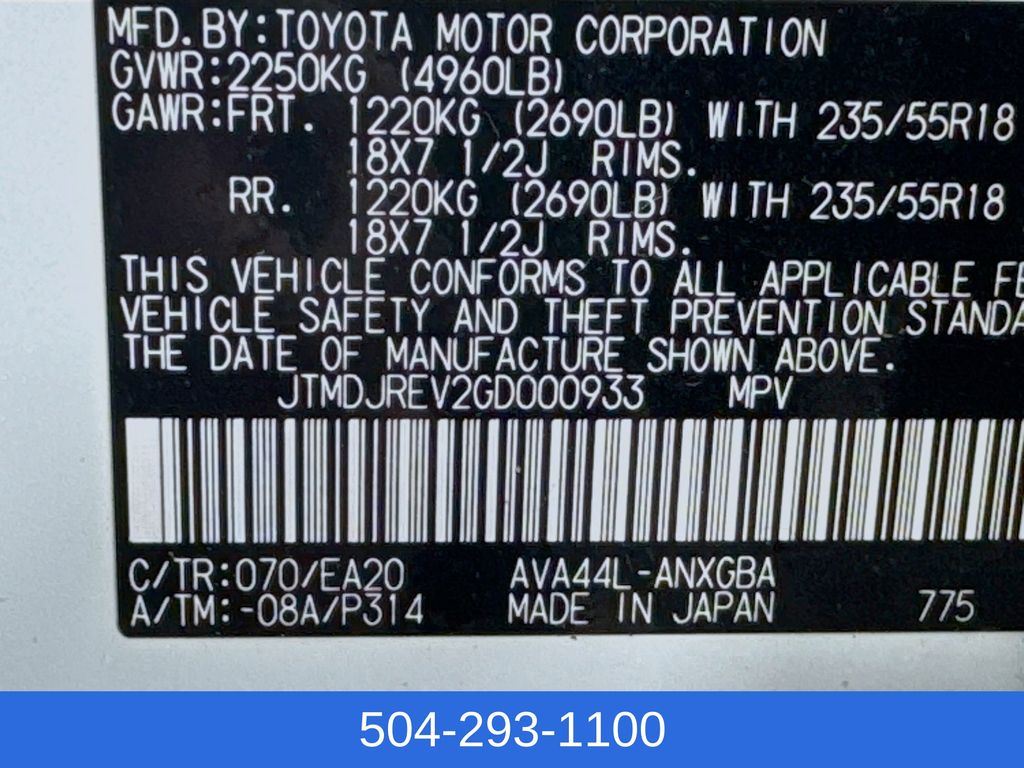 MFD.BY:TOYOTA MOTOR CORPORATION
GVWR:2250KG (4960LB)
GAWR:FRT. 1220KG (2690LB) WITH 235/55R18
18X7 1/2J RIMS.
RR. 1220KG (2690LB) WITH 235/55R18
18X7 1/2J RIMS.
THIS VEHICLE CONFORMS TO ALL APPLICABLE FE
VEHICLE SAFETY AND THEFT PREVENTION STANDA
THE DATE OF MANUFACTURE SHOWN ABOVE.
JTMDJREV2GD000933 MPV
C/TR:070/EA20 AVA44L-ANXGBA
A/TM:-08A/P314 MADE IN JAPAN 775
504-293-1100